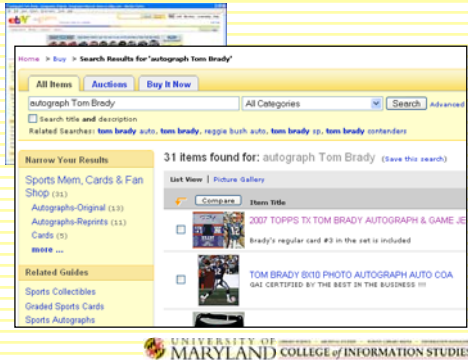 ebY
Home > Buy > Search Results for 'autograph Tom Brady'
All Items Auctions Buy It Now
autograph Tom Brady All Categories Search Advanced
Search title and description
Related Searches: tom brady auto, tom brady, reggie bush auto, tom brady sp, tom brady contenders
Narrow Your Results
Sports Mem, Cards & Fan
Shop (31)
Autographs-Original (13)
Autographs-Reprints (11)
Cards (5)
more ...
Related Guides
Sports Collectibles
Graded Sports Cards
Sports Autographs
31 items found for: autograph Tom Brady (Save this search)
List View | Picture Gallery
Compare Item Title
2007 TOPPS TX TOM BRADY AUTOGRAPH & GAME JE
Brady's regular card #3 in the set is included
TOM BRADY 8X10 PHOTO AUTOGRAPH AUTO COA
GAI CERTIFIED BY THE BEST IN THE BUSINESS !!!
UNIVERSITY OF
MARYLAND COLLEGE of INFORMATION STUDIES